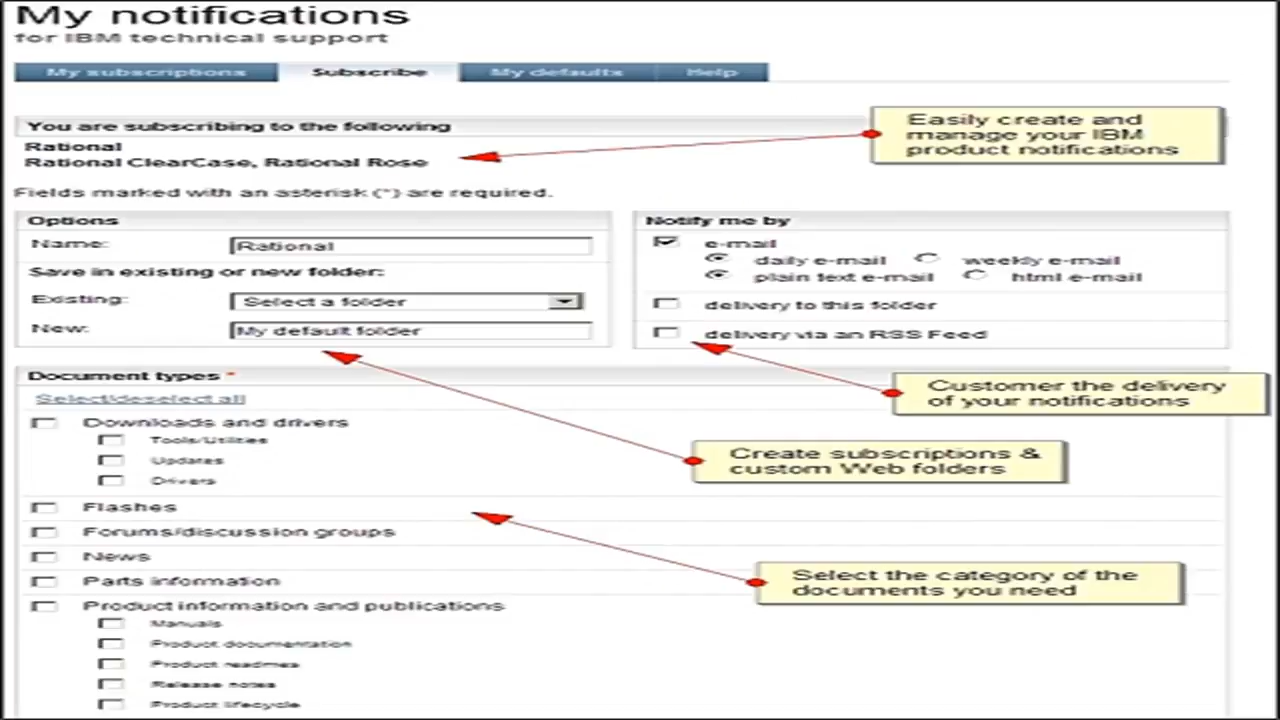 My notifications
for IBM technical support
My subscriptions Subscribe My defaults Help
You are subscribing to the following
Rational
Rational ClearCase, Rational Rose
Easily create and
manage your IBM
product notifications
Fields marked with an asterisk (*) are required.
Options
Name: Rational
Save in existing or new folder:
Existing: Select a folder
New: My default folder
Notify me by
e-mail
daily e-mail weekly e-mail
plain text e-mail html e-mail
delivery to this folder
delivery via an RSS Feed
Customer the delivery
of your notifications
Create subscriptions &
custom Web folders
Document types *
Select/deselect all
Downloads and drivers
Tools/Utilities
Updates
Drivers
Flashes
Forums/discussion groups
News
Parts information
Select the category of the
documents you need
Product information and publications
Manuals
Product documentation
Product readmes
Release notes
Product lifecycle